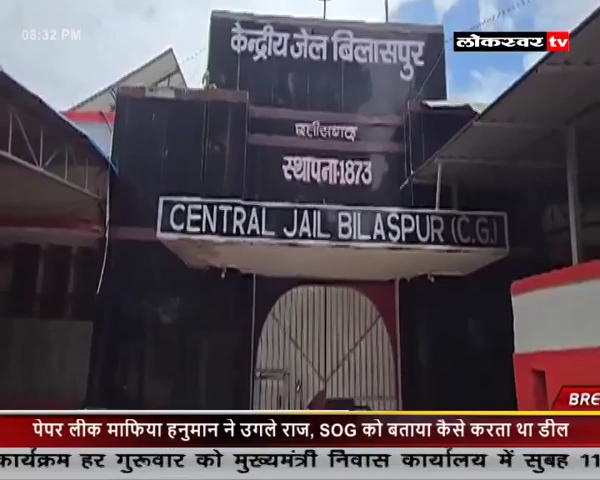 08:32 PM
लोकस्वर tv
केन्द्रीय जेल बिलासपुर
छत्तीसगढ़
स्थापना:1873
CENTRAL JAIL BILASPUR (C.G.)
BRE
पेपर लीक माफिया हनुमान ने उगले राज, SOG को बताया कैसे करता था डील
कार्यक्रम हर गुरूवार को मुख्यमंत्री निवास कार्यालय में सुबह 11